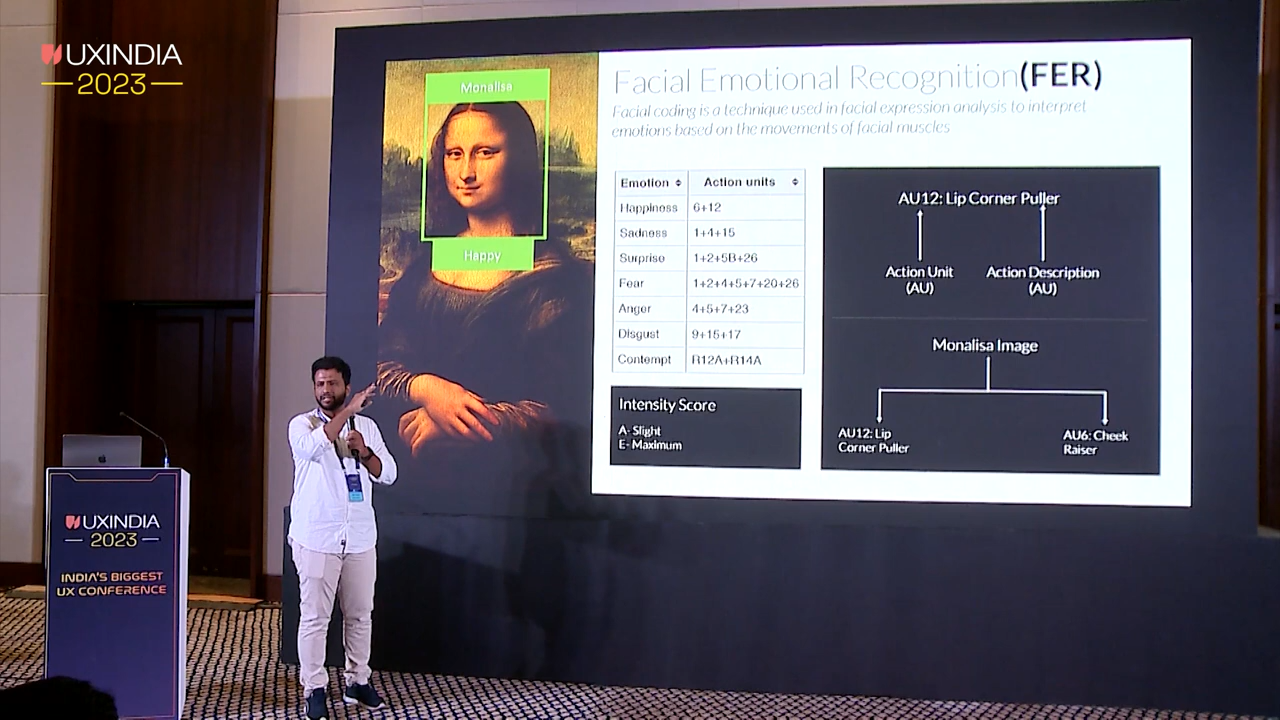 UXINDIA
2023
Monalisa
Happy
Facial Emotional Recognition(FER)
Facial coding is a technique used in facial expression analysis to interpret
emotions based on the movements of facial muscles
Emotion Action units
Happiness 6+12
Sadness 1+4+15
Surprise 1+2+5B+26
Fear 1+2+4+5+7+20+26
Anger 4+5+7+23
Disgust 9+15+17
Contempt R12A+R14A
Intensity Score
A- Slight
E- Maximum
AU12: Lip Corner Puller
Action Unit
(AU)
Action Description
(AU)
Monalisa Image
AU12: Lip
Corner Puller
AU6: Cheek
Raiser
UXINDIA
2023
INDIA'S BIGGEST
UX CONFERENCE